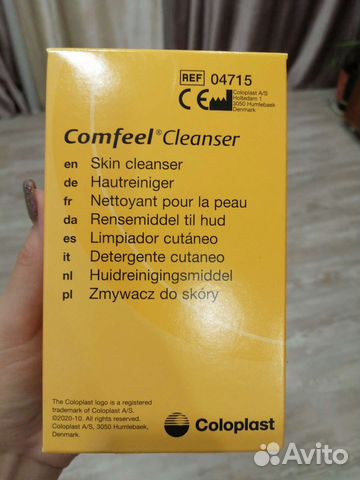 REF 04715
CE Coloplast A/S
Holtedam 1
3050 Humlebaek
Denmark
Comfeel® Cleanser
en Skin cleanser
de Hautreiniger
fr Nettoyant pour la peau
da Rensemiddel til hud
es Limpiador cutáneo
it Detergente cutaneo
nl Huidreinigingsmiddel
pl Zmywacz do skóry
The Coloplast logo is a registered
trademark of Coloplast A/S.
©2020-10. All rights reserved.
Coloplast A/S, 3050 Humlebaek,
Denmark.
Coloplast
Avito